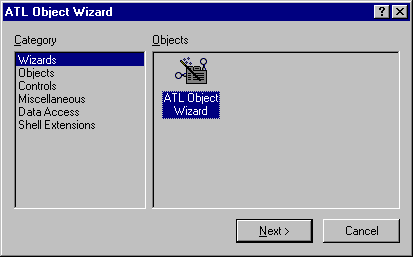 ATL Object Wizard
Category
Objects
Wizards
Objects
Controls
Miscellaneous
Data Access
Shell Extensions
ATL Object
Wizard
Next >
Cancel